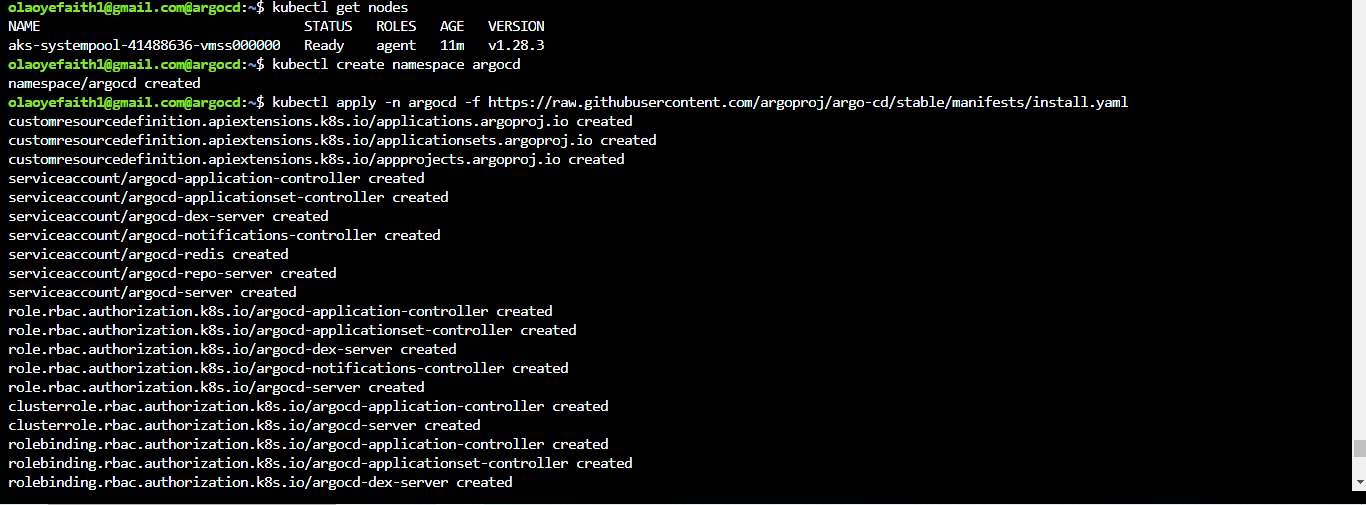 olaoyefaith1@gmail.com@argocd:~$ kubectl get nodes
NAME STATUS ROLES AGE VERSION
aks-systempool-41488636-vmss000000 Ready agent 11m v1.28.3
olaoyefaith1@gmail.com@argocd:~$ kubectl create namespace argocd
namespace/argocd created
olaoyefaith1@gmail.com@argocd:~$ kubectl apply -n argocd -f https://raw.githubusercontent.com/argoproj/argo-cd/stable/manifests/install.yaml
customresourcedefinition.apiextensions.k8s.io/applications.argoproj.io created
customresourcedefinition.apiextensions.k8s.io/applicationsets.argoproj.io created
customresourcedefinition.apiextensions.k8s.io/appprojects.argoproj.io created
serviceaccount/argocd-application-controller created
serviceaccount/argocd-applicationset-controller created
serviceaccount/argocd-dex-server created
serviceaccount/argocd-notifications-controller created
serviceaccount/argocd-redis created
serviceaccount/argocd-repo-server created
serviceaccount/argocd-server created
role.rbac.authorization.k8s.io/argocd-application-controller created
role.rbac.authorization.k8s.io/argocd-applicationset-controller created
role.rbac.authorization.k8s.io/argocd-dex-server created
role.rbac.authorization.k8s.io/argocd-notifications-controller created
role.rbac.authorization.k8s.io/argocd-server created
clusterrole.rbac.authorization.k8s.io/argocd-application-controller created
clusterrole.rbac.authorization.k8s.io/argocd-server created
rolebinding.rbac.authorization.k8s.io/argocd-application-controller created
rolebinding.rbac.authorization.k8s.io/argocd-applicationset-controller created
rolebinding.rbac.authorization.k8s.io/argocd-dex-server created